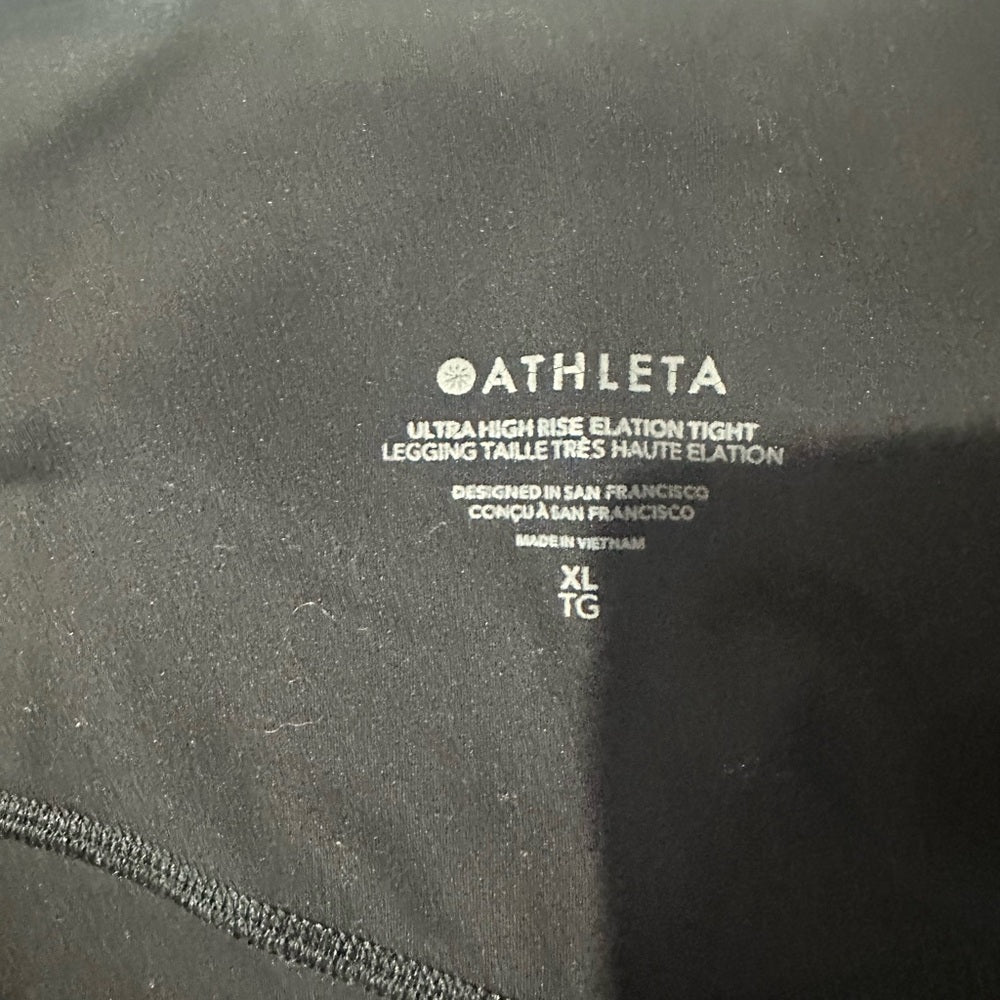 ATHLETA
ULTRA HIGH RISE ELATION TIGHT
LEGGING TAILLE TRÈS HAUTE ELATION
DESIGNED IN SAN FRANCISCO
CONÇU À SAN FRANCISCO
MADE IN VIETNAM
XL
TG